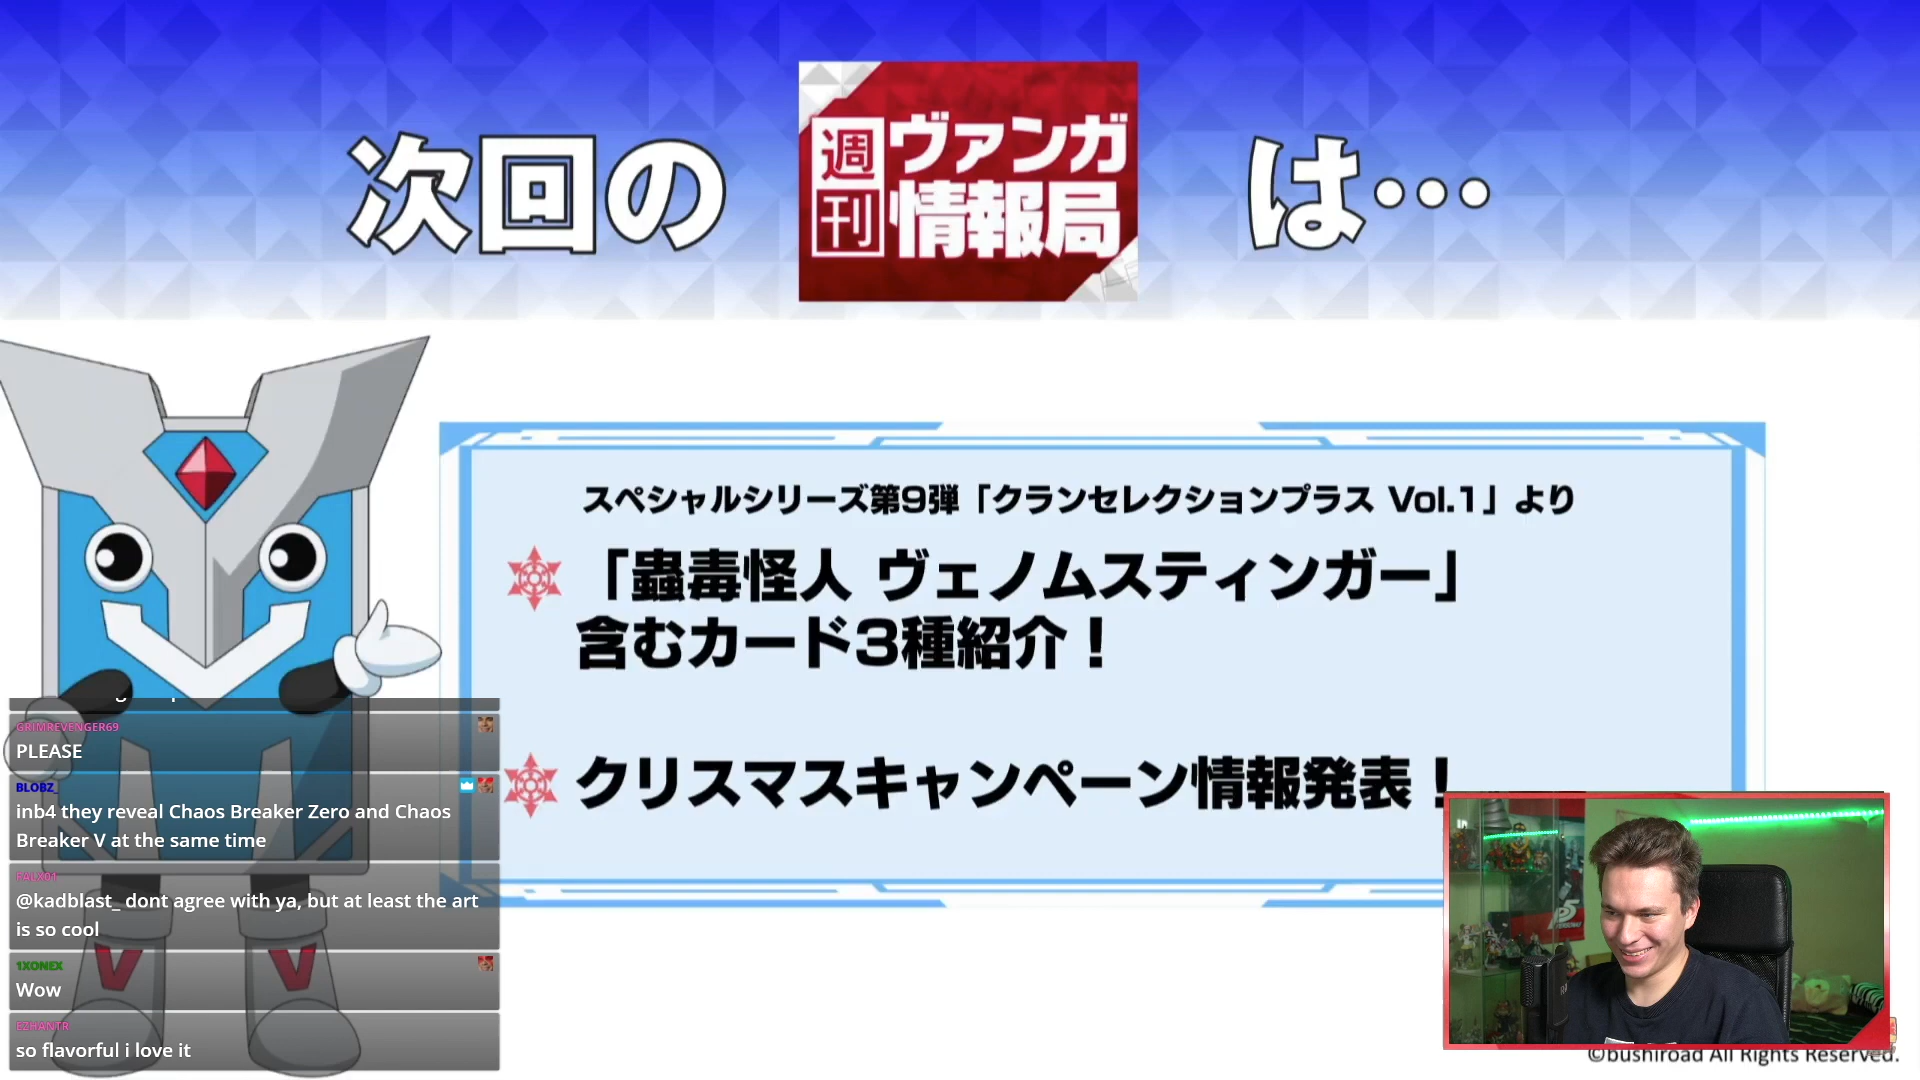 次回の
週刊
ヴァンガ
情報局
は…
スペシャルシリーズ第9弾「クランセレクションプラス Vol.1」より
「蟲毒怪人 ヴェノムスティンガー」
含むカード3種紹介！
クリスマスキャンペーン情報発表！
GRIMREVENGER69
PLEASE
BLOBZ_
inb4 they reveal Chaos Breaker Zero and Chaos
Breaker V at the same time
@kadblast_ dont agree with ya, but at least the art
is so cool
1XONEX
Wow
EZHANTR
so flavorful i love it
©bushiroad All Rights Reserved.